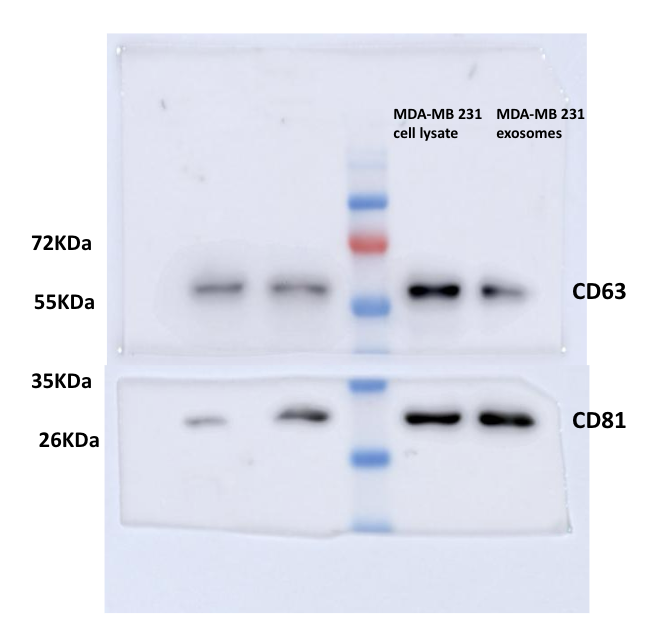 MDA-MB 231
cell lysate
MDA-MB 231
exosomes
72KDa
55KDa
CD63
35KDa
26KDa
CD81